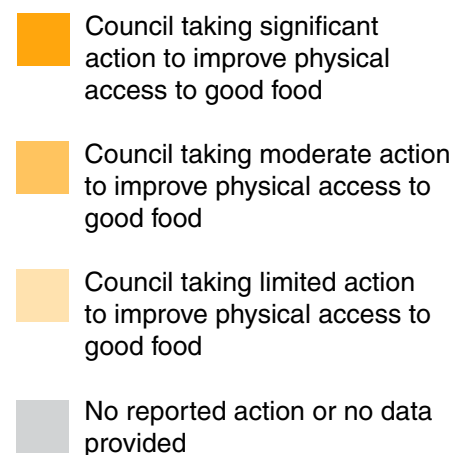 Council taking significant
action to improve physical
access to good food
Council taking moderate action
to improve physical access to
good food
Council taking limited action
to improve physical access to
good food
No reported action or no data
provided